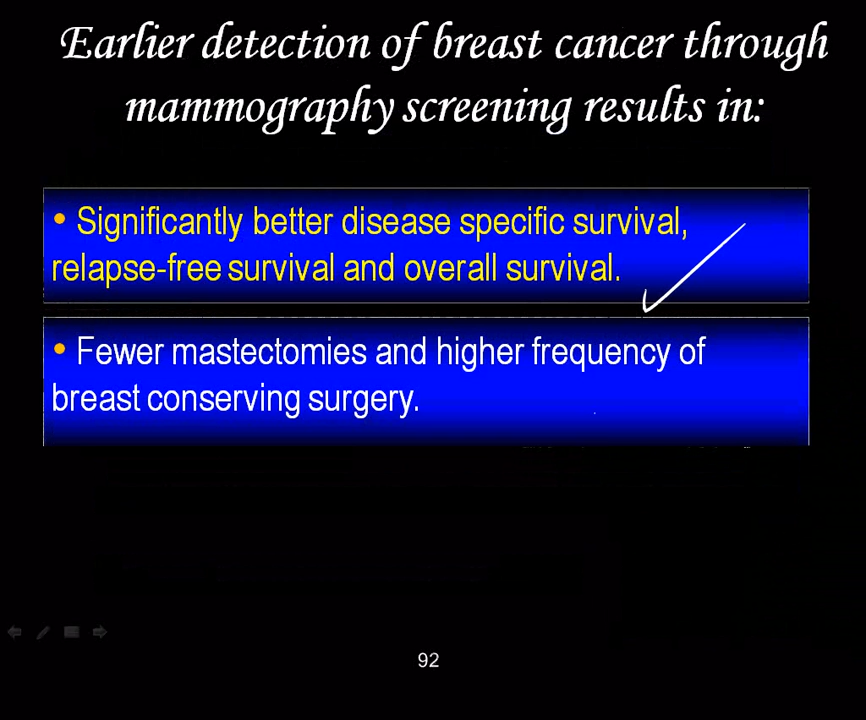 Earlier detection of breast cancer through
mammography screening results in:
• Significantly better disease specific survival,
relapse-free survival and overall survival.
• Fewer mastectomies and higher frequency of
breast conserving surgery.
92